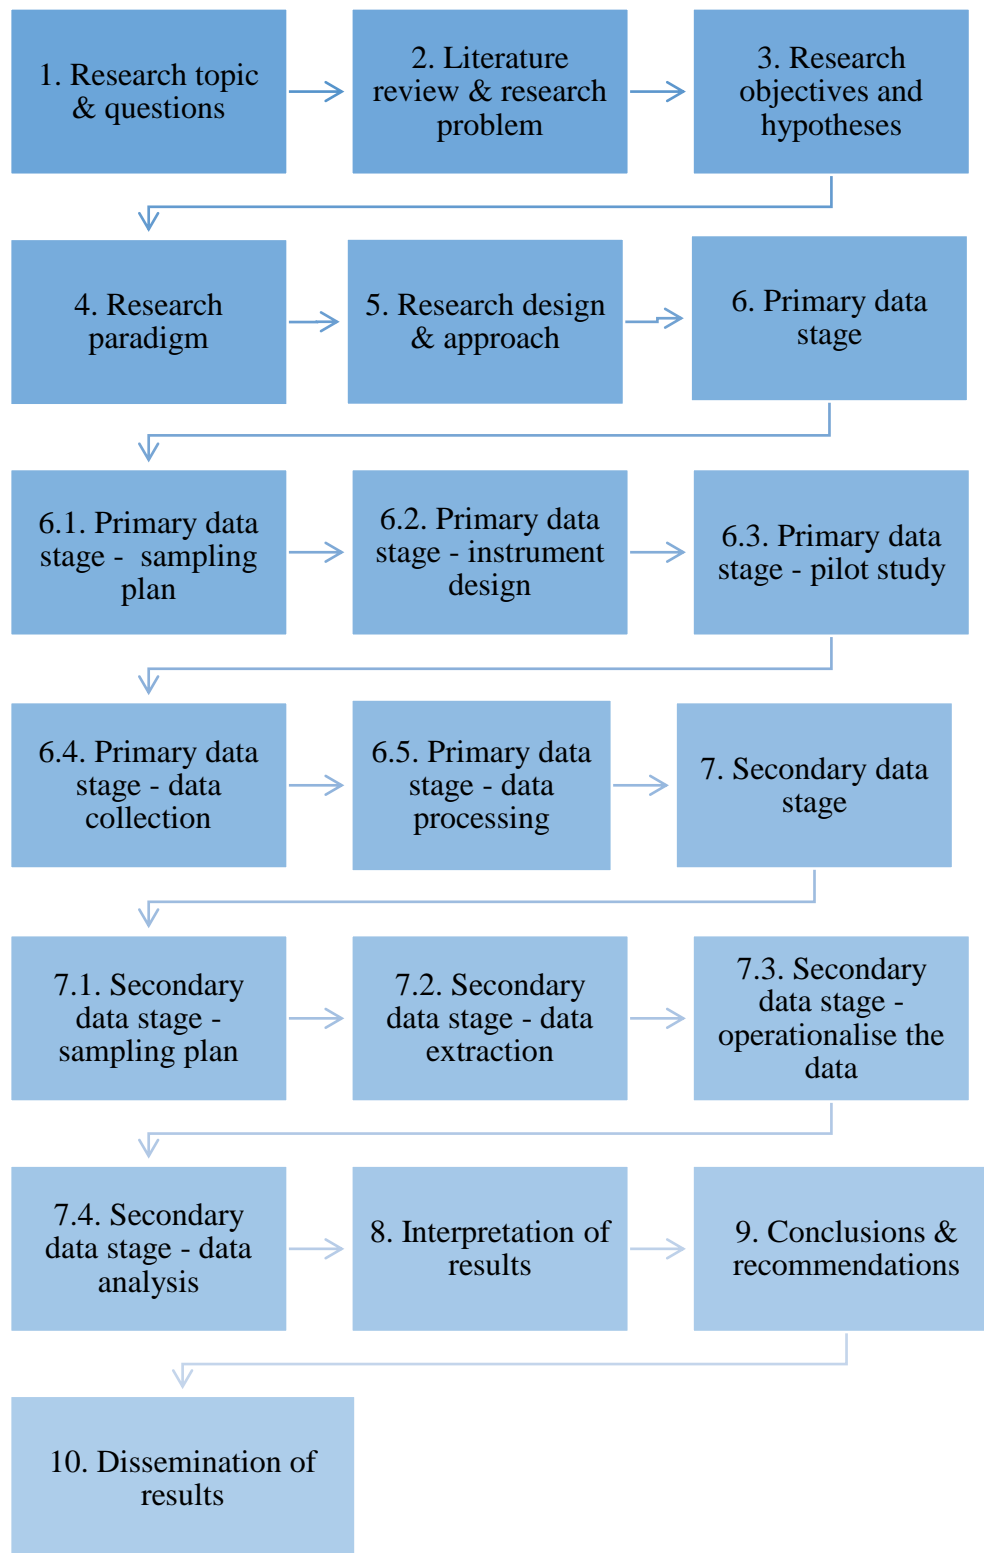 1. Research topic
& questions
2. Literature
review & research
problem
3. Research
objectives and
hypotheses
4. Research
paradigm
5. Research design
& approach
6. Primary data
stage
6.1. Primary data
stage -  sampling
plan
6.2. Primary data
stage - instrument
design
6.3. Primary data
stage - pilot study
6.4. Primary data
stage - data
collection
6.5. Primary data
stage - data
processing
7. Secondary data
stage
7.1. Secondary
data stage -
sampling plan
7.2. Secondary
data stage - data
extraction
7.3. Secondary
data stage -
operationalise the
data
7.4. Secondary
data stage - data
analysis
8. Interpretation of
results
9. Conclusions &
recommendations
10. Dissemination of
results